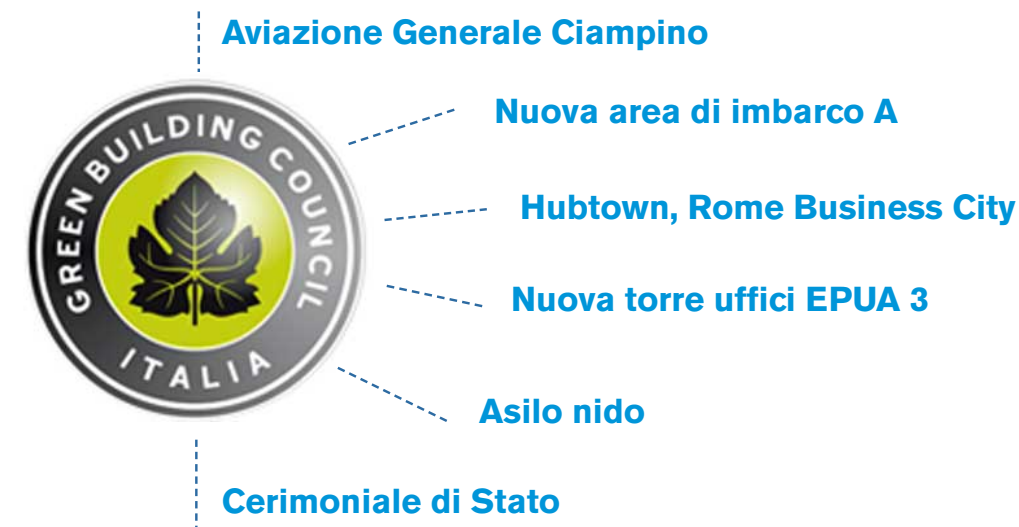 Aviazione Generale Ciampino
Nuova area di imbarco A
GREEN BUILDING COUNCIL
Hubtown, Rome Business City
Nuova torre uffici EPUA 3
ITALIA
Asilo nido
Cerimoniale di Stato